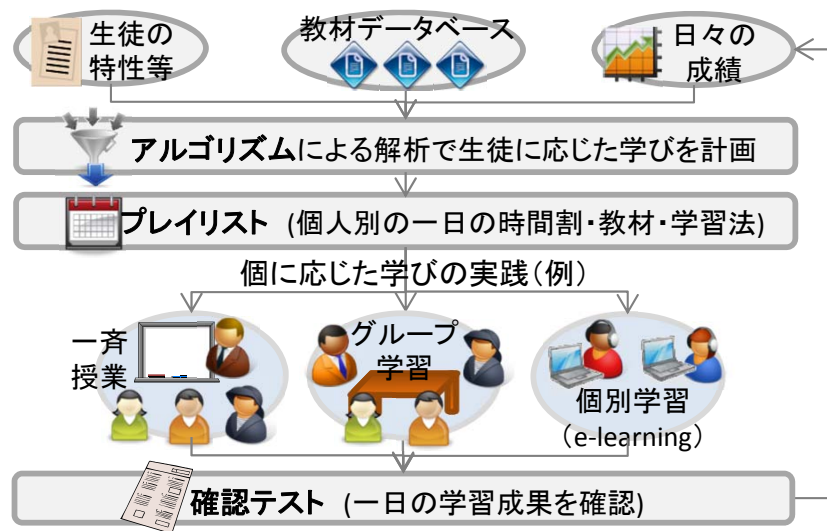 生徒の
特性等
教材データベース
日々の
成績
アルゴリズムによる解析で生徒に応じた学びを計画
プレイリスト (個人別の一日の時間割・教材・学習法)
個に応じた学びの実践(例)
一斉
授業
グループ
学習
個別学習
(e-learning)
確認テスト (一日の学習成果を確認)